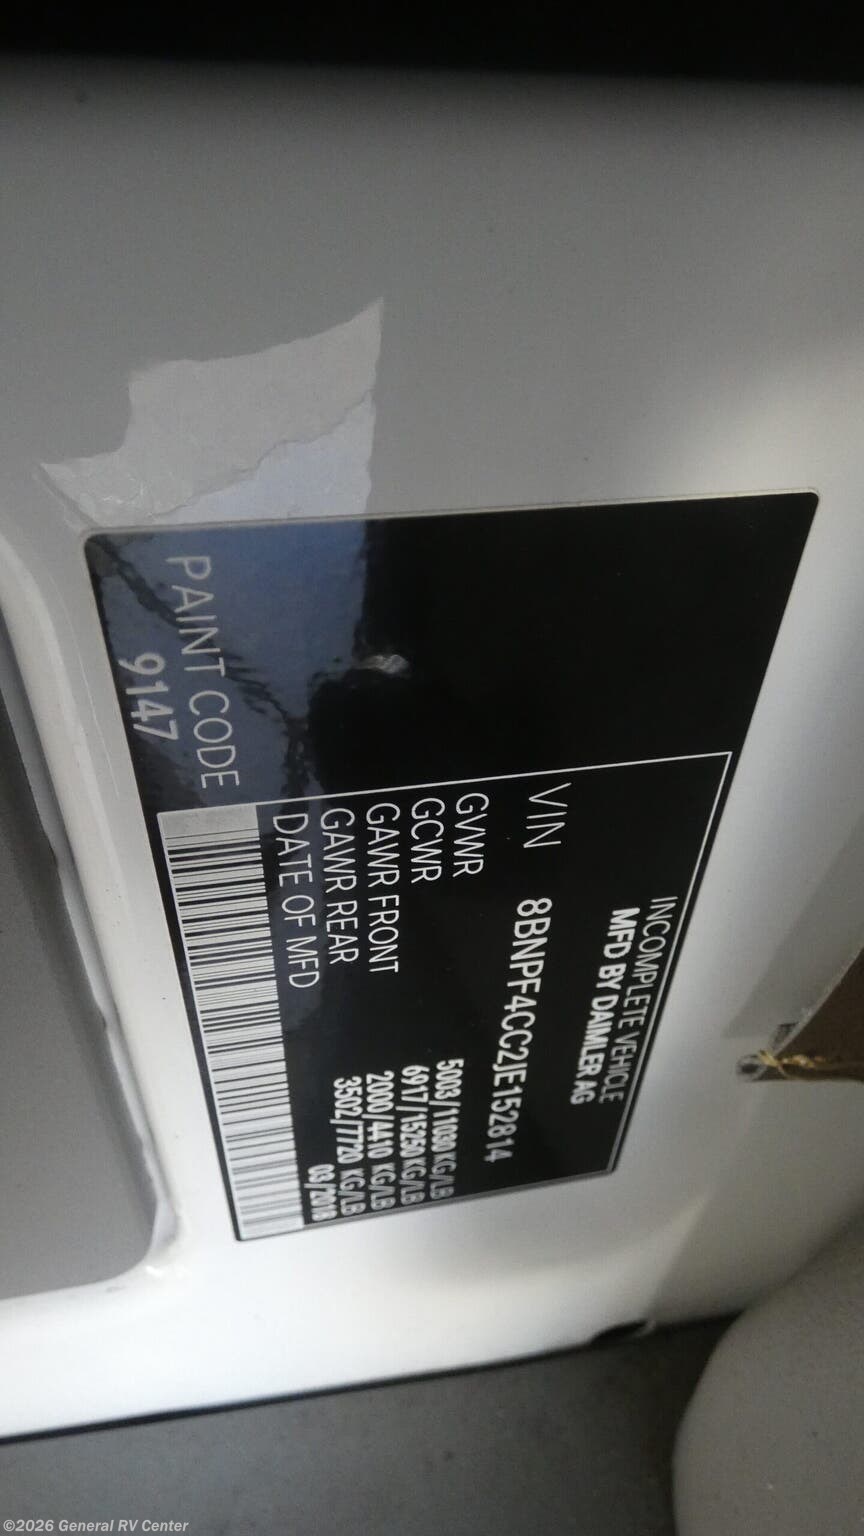 INCOMPLETE VEHICLE
MFD BY DAIMLER AG
VIN 8BNPF4CC2JE152814
GVWR 5003/11030 KG/LB
GCWR 6917/15250 KG/LB
GAWR FRONT 2000/4410 KG/LB
GAWR REAR 3502/7720 KG/LB
DATE OF MFD 03/2018
PAINT CODE
9147
©2026 General RV Center